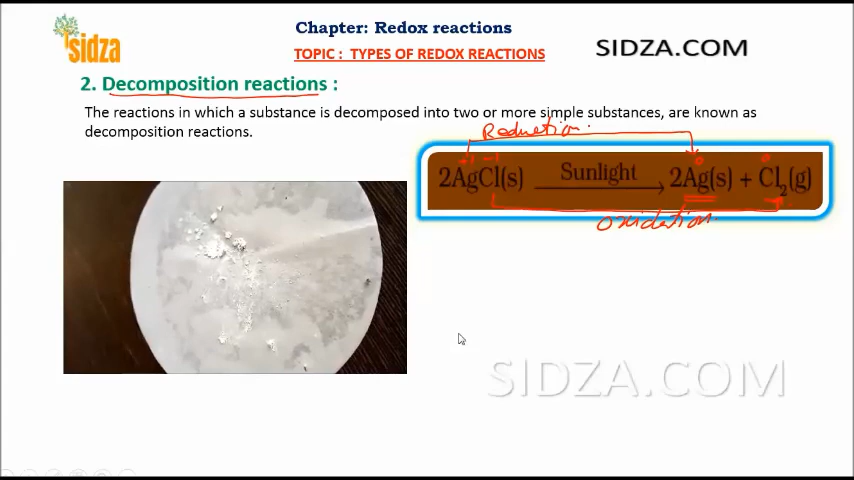 sidza
Chapter: Redox reactions
TOPIC : TYPES OF REDOX REACTIONS
SIDZA.COM
2. Decomposition reactions :
The reactions in which a substance is decomposed into two or more simple substances, are known as
decomposition reactions.
Reduction.
+1 -1 0 0
2AgCl(s) Sunlight → 2Ag(s) + Cl₂(g)
oxidation.
SIDZA.COM